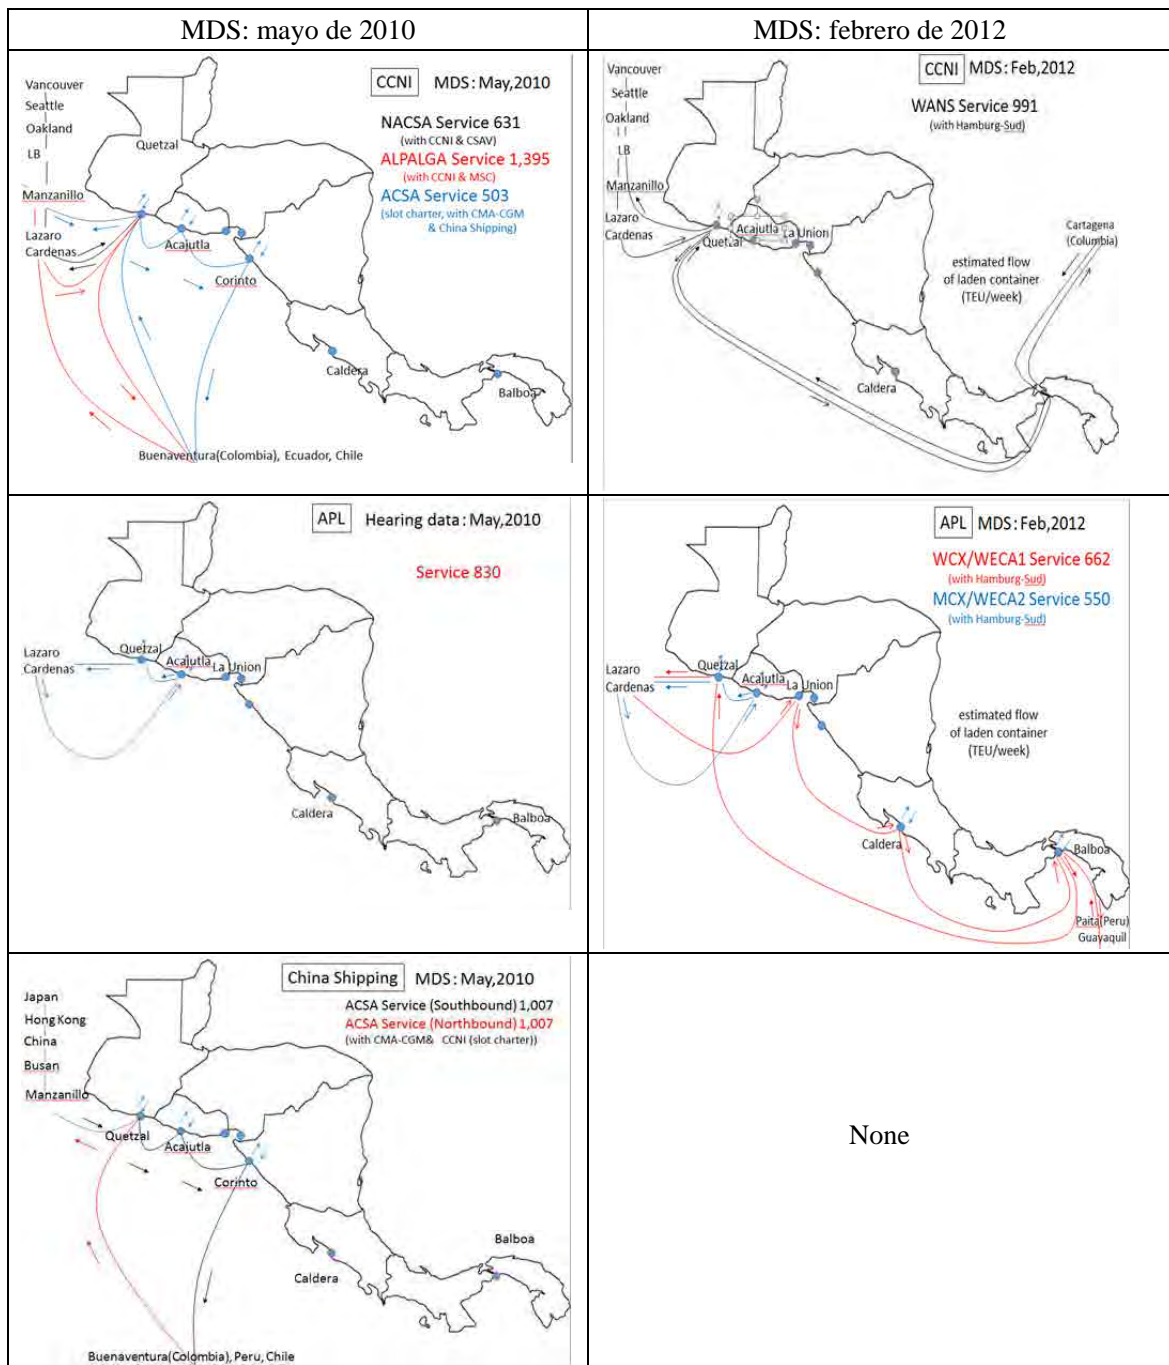 MDS: mayo de 2010
MDS: febrero de 2012
CCNI MDS: May,2010
NACSA Service 631
(with CCNI & CSAV)
ALPALGA Service 1,395
(with CCNI & MSC)
ACSA Service 503
(slot charter, with CMA-CGM
& China Shipping)
Vancouver
Seattle
Oakland
LB
Manzanillo
Lazaro
Cardenas
Quetzal
Acajutla
Corinto
Caldera
Balboa
Buenaventura(Colombia), Ecuador, Chile
CCNI MDS: Feb,2012
WANS Service 991
(with Hamburg-Sud)
Vancouver
Seattle
Oakland
LB
Manzanillo
Lazaro
Cardenas
Quetzal
Acajutla
La Union
Caldera
Cartagena
(Columbia)
estimated flow
of laden container
(TEU/week)
APL Hearing data: May,2010
Service 830
Lazaro
Cardenas
Quetzal
Acajutla
La Union
Caldera
Balboa
APL MDS: Feb,2012
WCX/WECA1 Service 662
(with Hamburg-Sud)
MCX/WECA2 Service 550
(with Hamburg-Sud)
Lazaro
Cardenas
Quetzal
Acajutla
La Union
estimated flow
of laden container
(TEU/week)
Caldera
Balboa
Paita(Peru)
Guayaquil
China Shipping MDS: May,2010
ACSA Service (Southbound) 1,007
ACSA Service (Northbound) 1,007
(with CMA-CGM& CCNI (slot charter))
Japan
Hong Kong
China
Busan
Manzanillo
Quetzal
Acajutla
Corinto
Caldera
Balboa
Buenaventura(Colombia), Peru, Chile
None